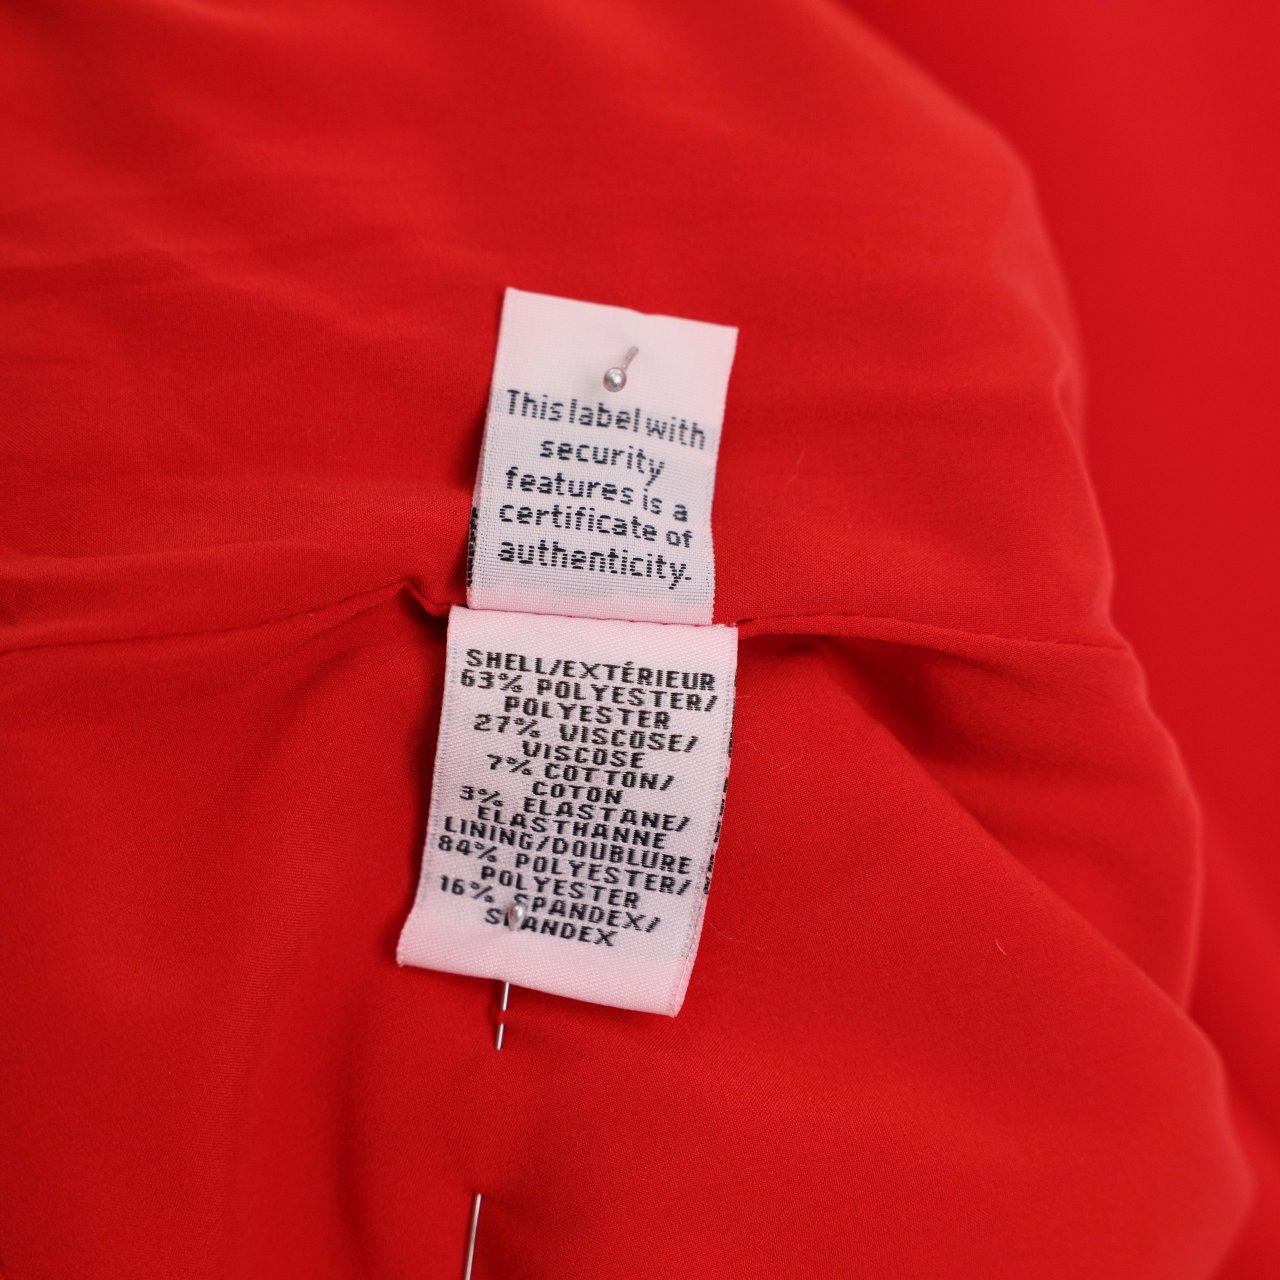 This label with
security
features is a
certificate of
authenticity.
SHELL/EXTÉRIEUR
63% POLYESTER/
POLYESTER
27% VISCOSE/
VISCOSE
7% COTTON/
COTON
3% ELASTANE/
ELASTHANNE
LINING/DOUBLURE
84% POLYESTER/
POLYESTER
16% SPANDEX/
SPANDEX